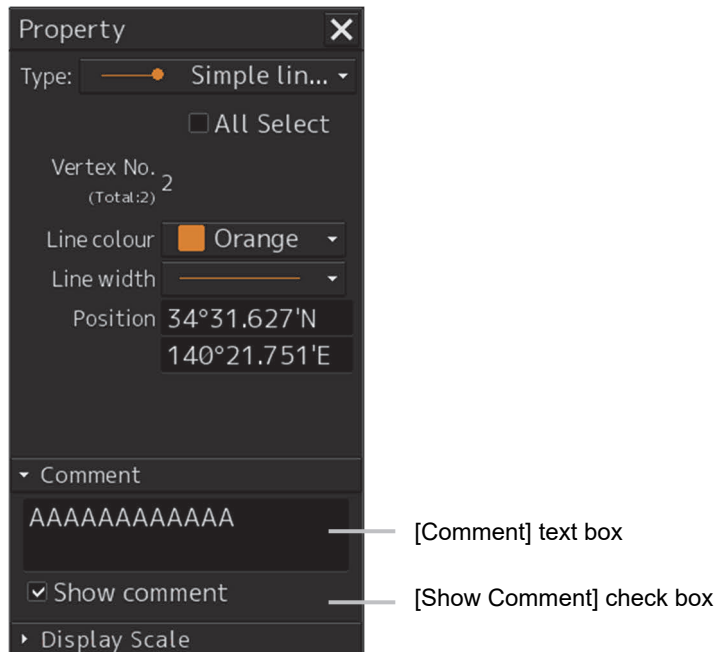 Property
Type: Simple lin...
All Select
Vertex No. 2
(Total:2)
Line colour Orange
Line width
Position 34°31.627'N
140°21.751'E
Comment
AAAAAAAAAAAA
[Comment] text box
Show comment
[Show Comment] check box
Display Scale